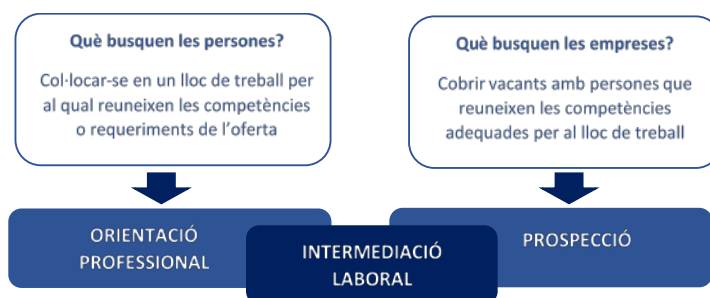 Què busquen les persones?
Col·locar-se en un lloc de treball per
al qual reuneixen les competències
o requeriments de l'oferta
Què busquen les empreses?
Cobrir vacants amb persones que
reuneixen les competències
adequades per al lloc de treball
ORIENTACIÓ
PROFESSIONAL
INTERMEDIACIÓ
LABORAL
PROSPECCIÓ